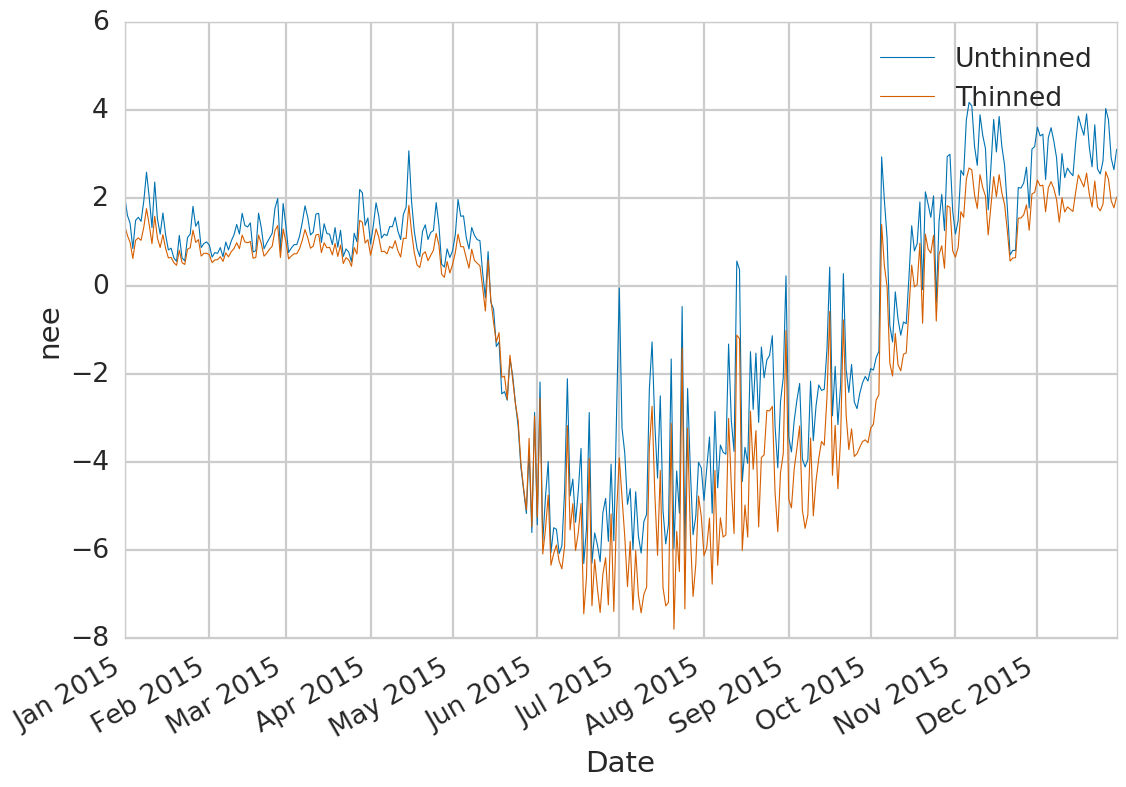 6
4
2
0
−2
−4
−6
−8
nee
Unthinned
Thinned
Jan 2015
Feb 2015
Mar 2015
Apr 2015
May 2015
Jun 2015
Jul 2015
Aug 2015
Sep 2015
Oct 2015
Nov 2015
Dec 2015
Date